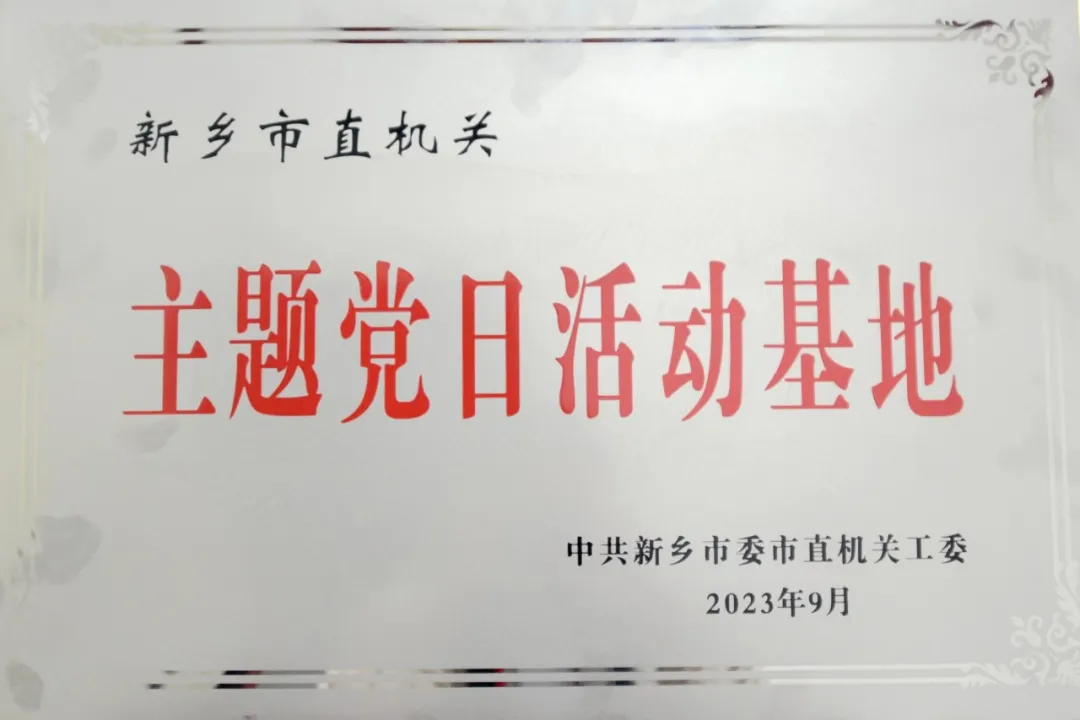 新乡市直机关
主题党日活动基地
中共新乡市委市直机关工委
2023年9月